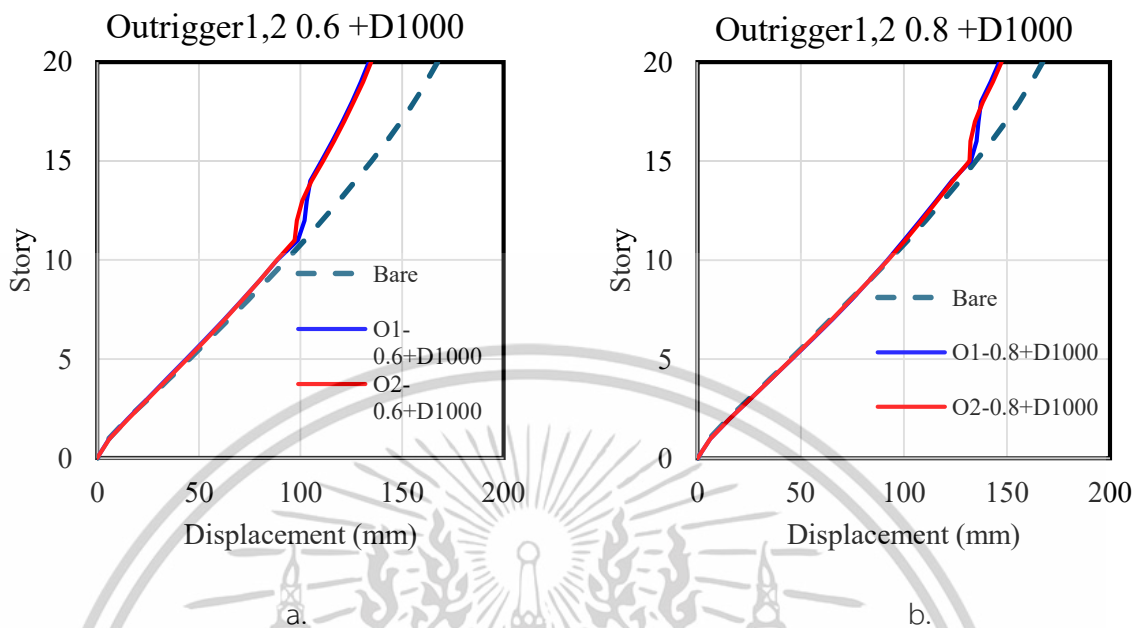 Outrigger1,2 0.6 +D1000
20
15
10
5
0
Story
Bare
O1-
0.6+D1000
O2-
0.6+D1000
0 50 100 150 200
Displacement (mm)
a.
Outrigger1,2 0.8 +D1000
20
15
10
5
0
Story
Bare
O1-0.8+D1000
O2-0.8+D1000
0 50 100 150 200
Displacement (mm)
b.